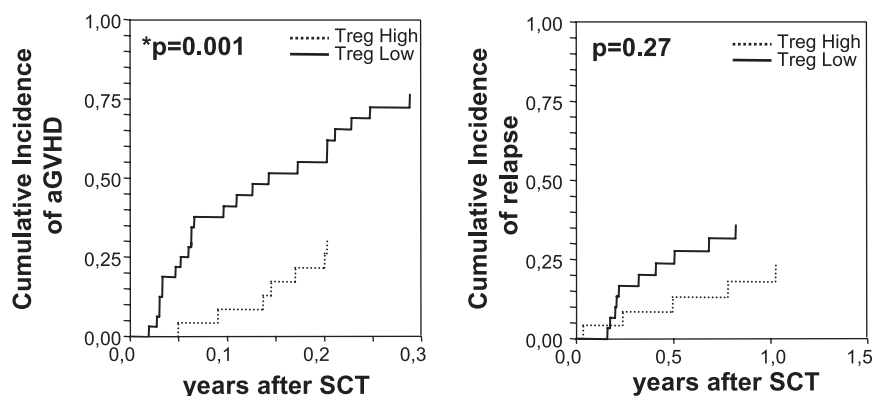 Cumulative Incidence
of aGVHD
1,00
0,75
0,50
0,25
0,00
*p=0.001
Treg High
Treg Low
0,0 0,1 0,2 0,3
years after SCT
Cumulative Incidence
of relapse
1,00
0,75
0,50
0,25
0,00
p=0.27
Treg High
Treg Low
0,0 0,5 1,0 1,5
years after SCT